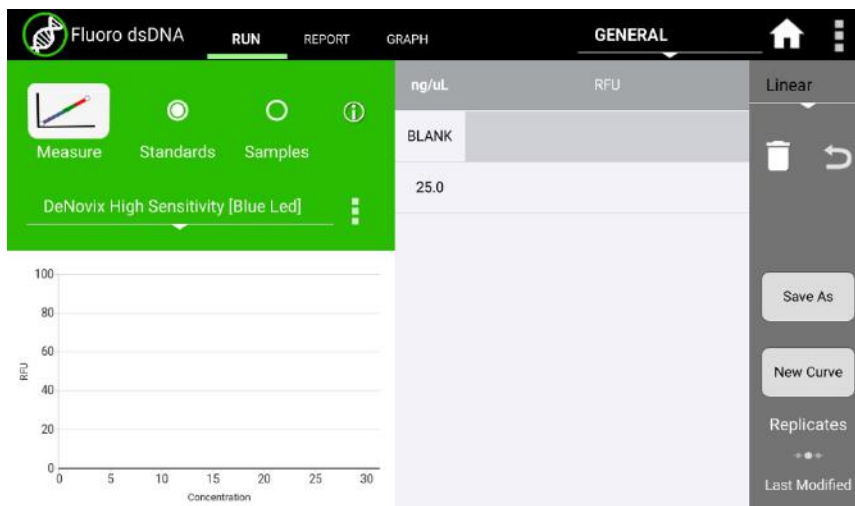 Fluoro dsDNA RUN REPORT GRAPH GENERAL
ng/uL RFU Linear
Measure Standards Samples
BLANK
25.0
DeNovix High Sensitivity [Blue Led]
100
80
60
40
20
0
RFU
0 5 10 15 20 25 30
Concentration
Save As
New Curve
Replicates
Last Modified